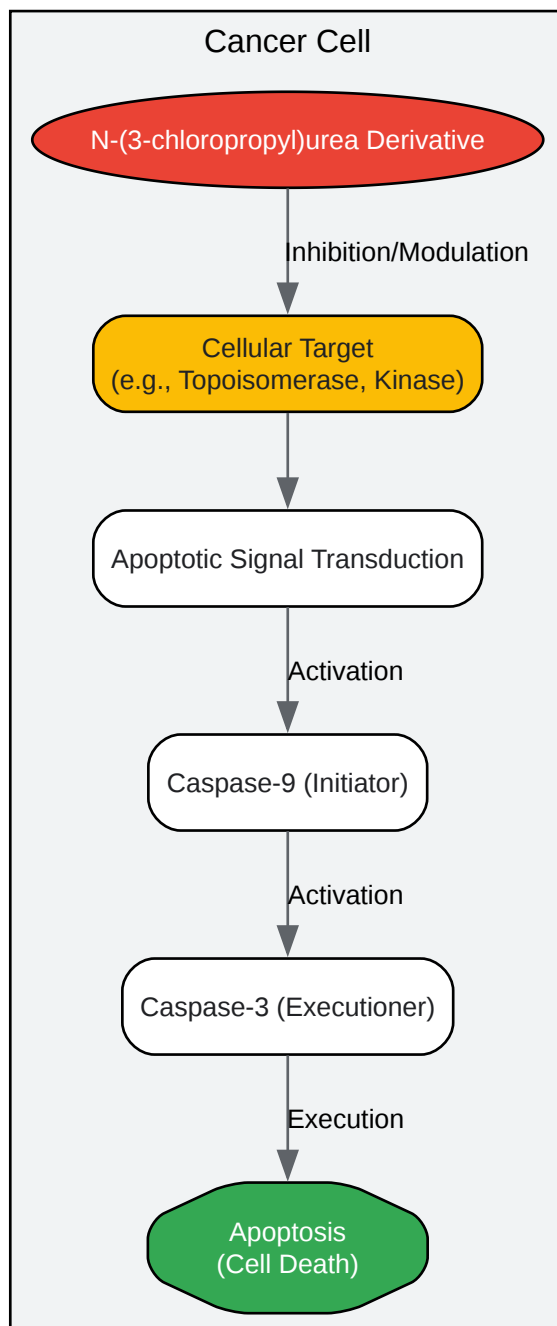 Cancer Cell
N-(3-chloropropyl)urea Derivative
Inhibition/Modulation
Cellular Target
(e.g., Topoisomerase, Kinase)
Apoptotic Signal Transduction
Activation
Caspase-9 (Initiator)
Activation
Caspase-3 (Executioner)
Execution
Apoptosis
(Cell Death)